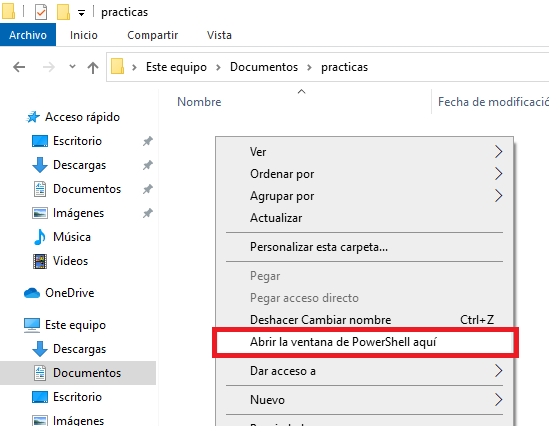 practicas
Archivo Inicio Compartir Vista
Este equipo Documentos practicas
Nombre Fecha de modificació
Acceso rápido
Escritorio
Descargas
Documentos
Imágenes
Música
Videos
OneDrive
Este equipo
Descargas
Documentos
Escritorio
Imágenes
Ver
Ordenar por
Agrupar por
Actualizar
Personalizar esta carpeta...
Pegar
Pegar acceso directo
Deshacer Cambiar nombre Ctrl+Z
Abrir la ventana de PowerShell aquí
Dar acceso a
Nuevo